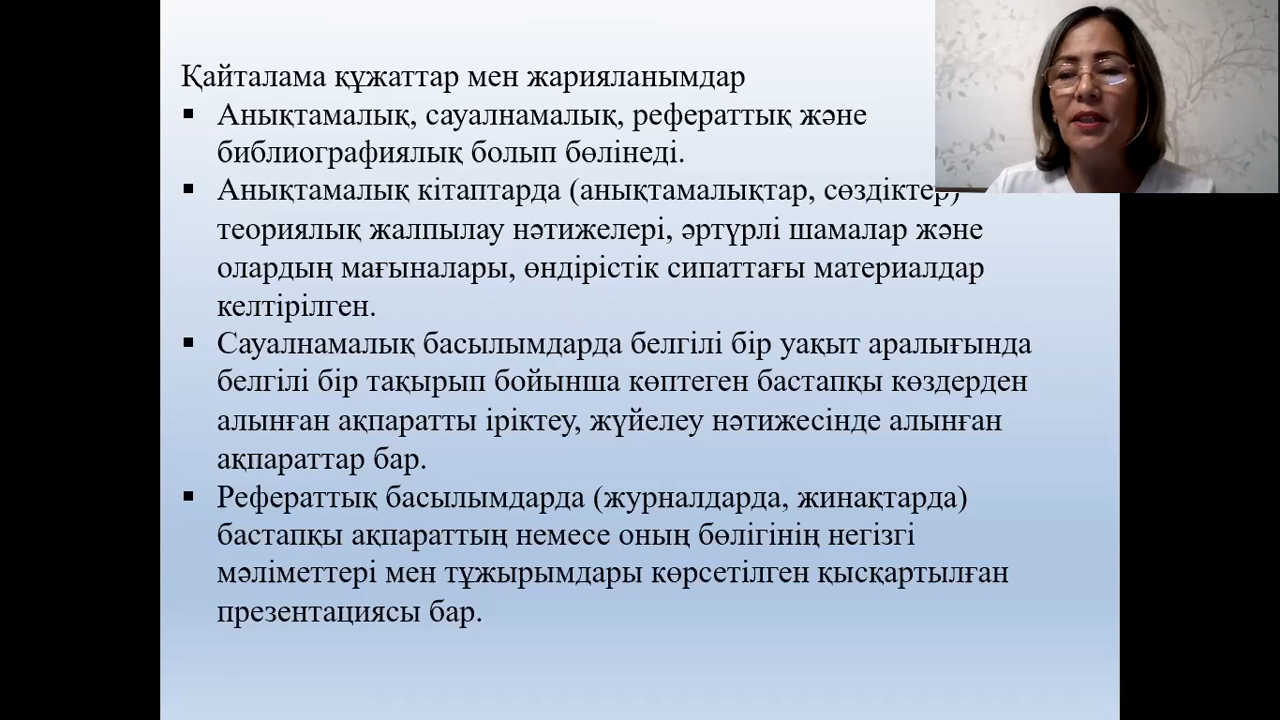 Қайталама құжаттар мен жарияланымдар
▪ Анықтамалық, сауалнамалық, рефераттық және
библиографиялық болып бөлінеді.
▪ Анықтамалық кітаптарда (анықтамалықтар, сөздіктер)
теориялық жалпылау нәтижелері, әртүрлі шамалар және
олардың мағыналары, өндірістік сипаттағы материалдар
келтірілген.
▪ Сауалнамалық басылымдарда белгілі бір уақыт аралығында
белгілі бір тақырып бойынша көптеген бастапқы көздерден
алынған ақпаратты іріктеу, жүйелеу нәтижесінде алынған
ақпараттар бар.
▪ Рефераттық басылымдарда (журналдарда, жинақтарда)
бастапқы ақпараттың немесе оның бөлігінің негізгі
мәліметтері мен тұжырымдары көрсетілген қысқартылған
презентациясы бар.